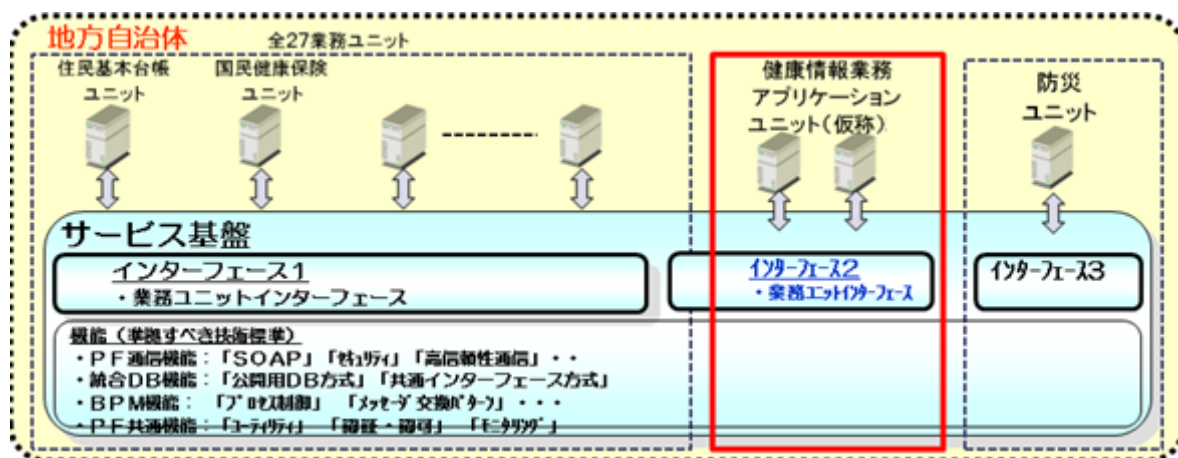 地方自治体
全27業務ユニット
住民基本台帳
ユニット
国民健康保険
ユニット
健康情報業務
アプリケーション
ユニット(仮称)
防災
ユニット
サービス基盤
インターフェース1
・業務ユニットインターフェース
インターフェース2
・業務ユニットインターフェース
インターフェース3
機能(準拠すべき技術標準)
・PF通信機能:「SOAP」「セキュリティ」「高信頼性通信」・・
・統合DB機能:「公開用DB方式」「共通インターフェース方式」
・BPM機能: 「プロセス制御」 「メッセージ交換パターン」 ・・・
・PF共通機能:「ユーティリティ」 「認証・認可」 「モニタリング」